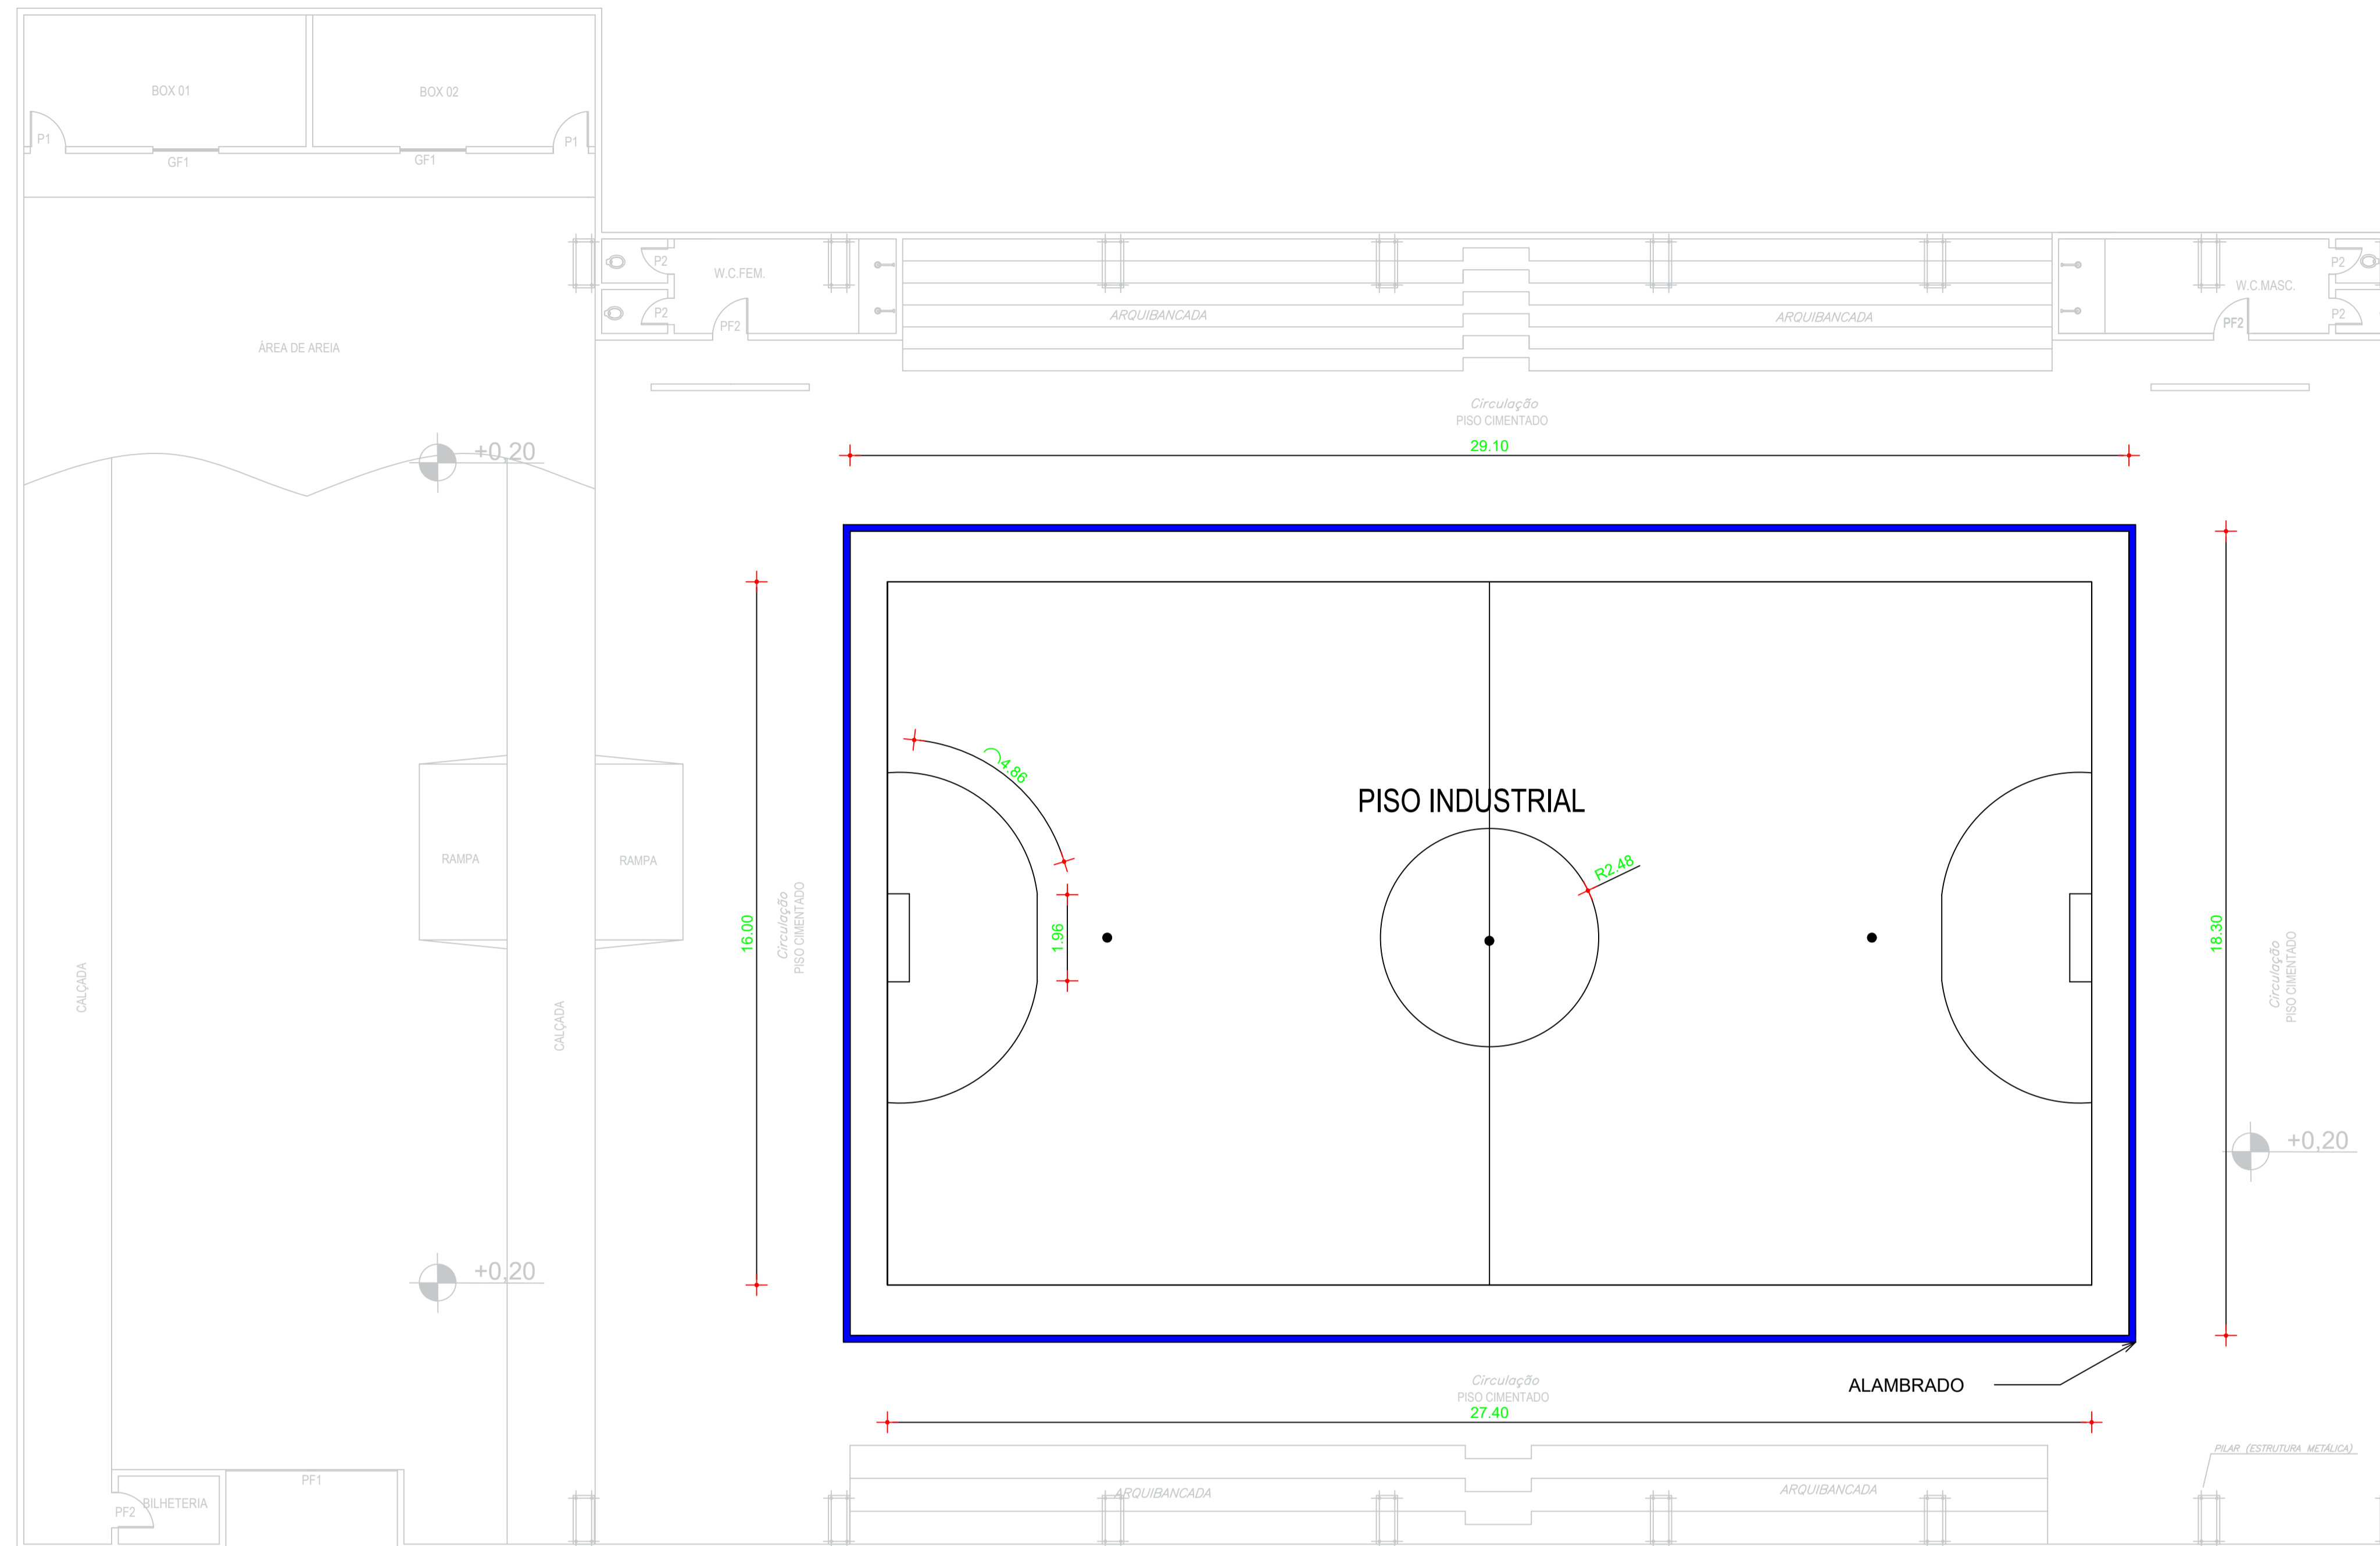 BOX 01
BOX 02
P1
P1
GF1
GF1
P2
W.C.FEM.
P2
PF2
ARQUIBANCADA
ARQUIBANCADA
P2
W.C.MASC.
P2
PF2
ÁREA DE AREIA
Circulação
PISO CIMENTADO
29.10
+0,20
4.86
PISO INDUSTRIAL
R2.48
RAMPA
RAMPA
16.00
Circulação
PISO CIMENTADO
1.96
18.30
Circulação
PISO CIMENTADO
CALÇADA
CALÇADA
+0,20
+0,20
ALAMBRADO
Circulação
PISO CIMENTADO
27.40
PILAR (ESTRUTURA METÁLICA)
PF1
ARQUIBANCADA
ARQUIBANCADA
BILHETERIA
PF2